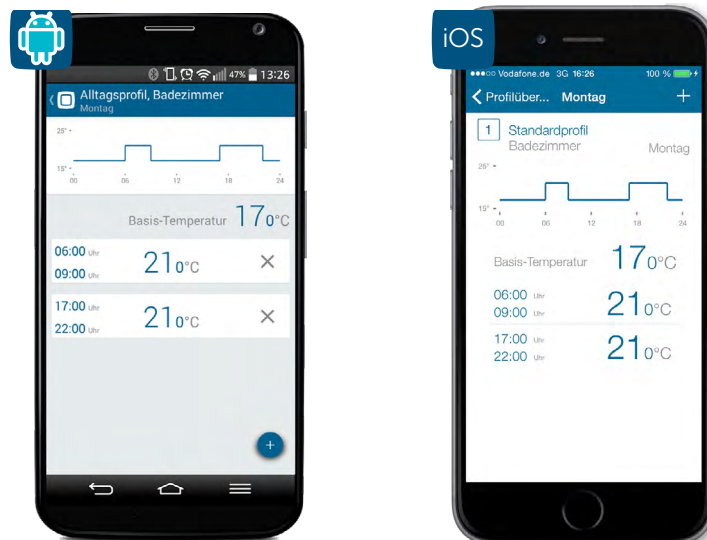 47% 13:26
Alltagsprofil, Badezimmer
Montag
25°
15°
00 06 12 18 24
Basis-Temperatur 17 0°C
06:00 Uhr
09:00 Uhr
21 0°C
17:00 Uhr
22:00 Uhr
21 0°C
+
iOS
Vodafone.de 3G 16:26 100 %
Profilüber... Montag +
1 Standardprofil
Badezimmer Montag
25°
15°
00 06 12 18 24
Basis-Temperatur 17 0°C
06:00 Uhr
09:00 Uhr
21 0°C
17:00 Uhr
22:00 Uhr
21 0°C